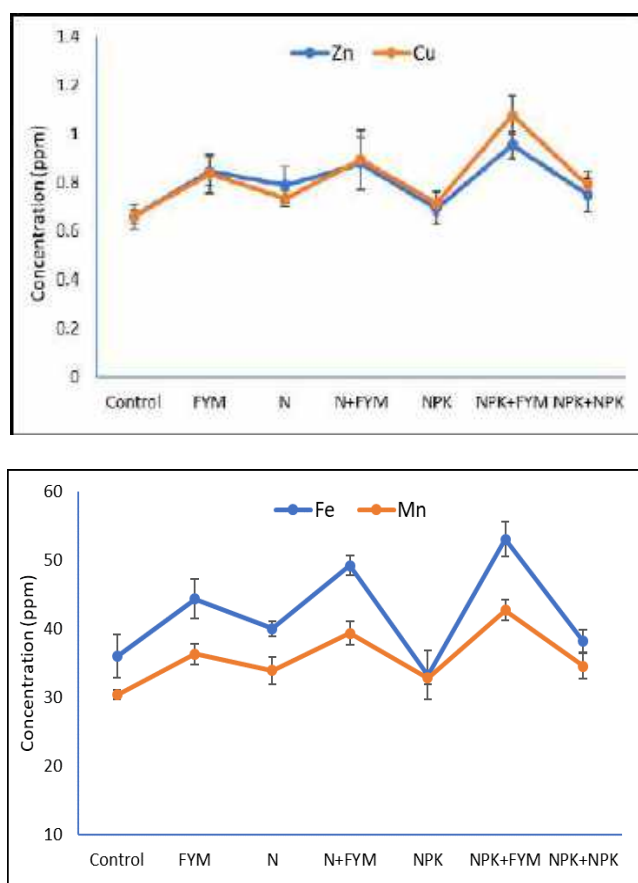 1.4
Zn Cu
1.2
1
0.8
0.6
0.4
0.2
0
Concentration (ppm)
Control FYM N N+FYM NPK NPK+FYM NPK+NPK
60
Fe Mn
50
40
30
20
10
Concentration (ppm)
Control FYM N N+FYM NPK NPK+FYM NPK+NPK